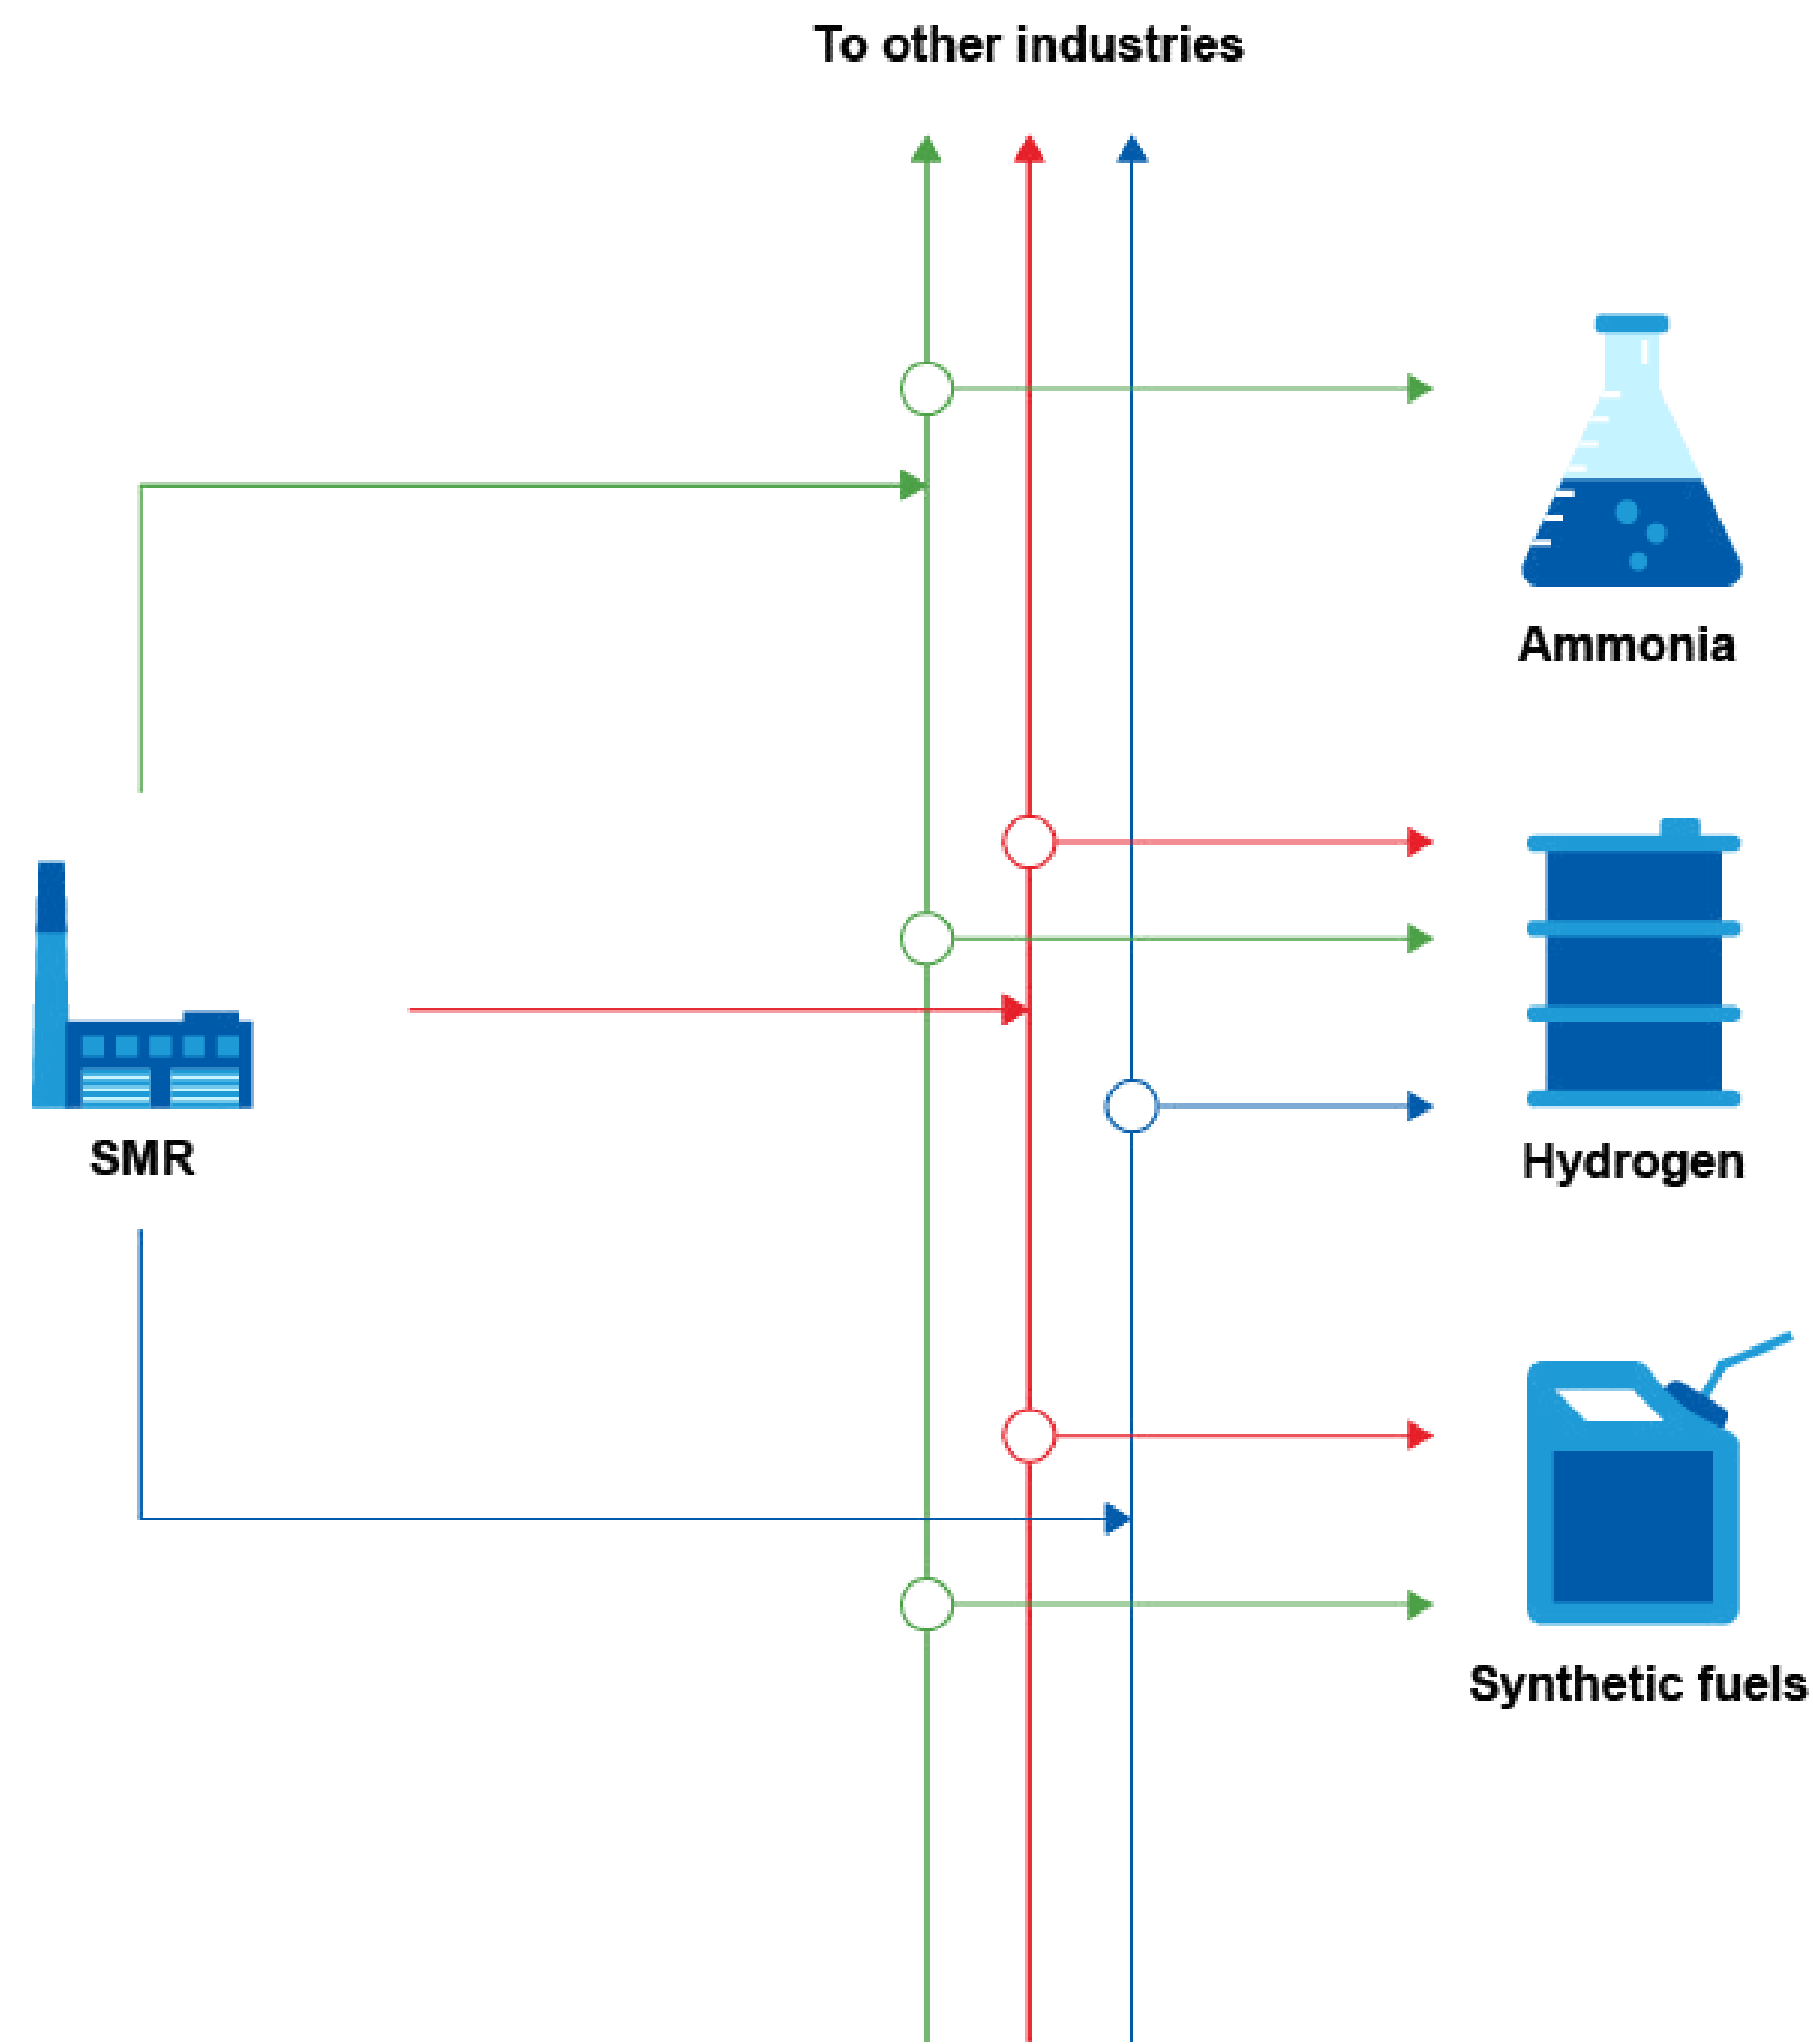 To other industries
Ammonia
SMR
Hydrogen
Synthetic fuels